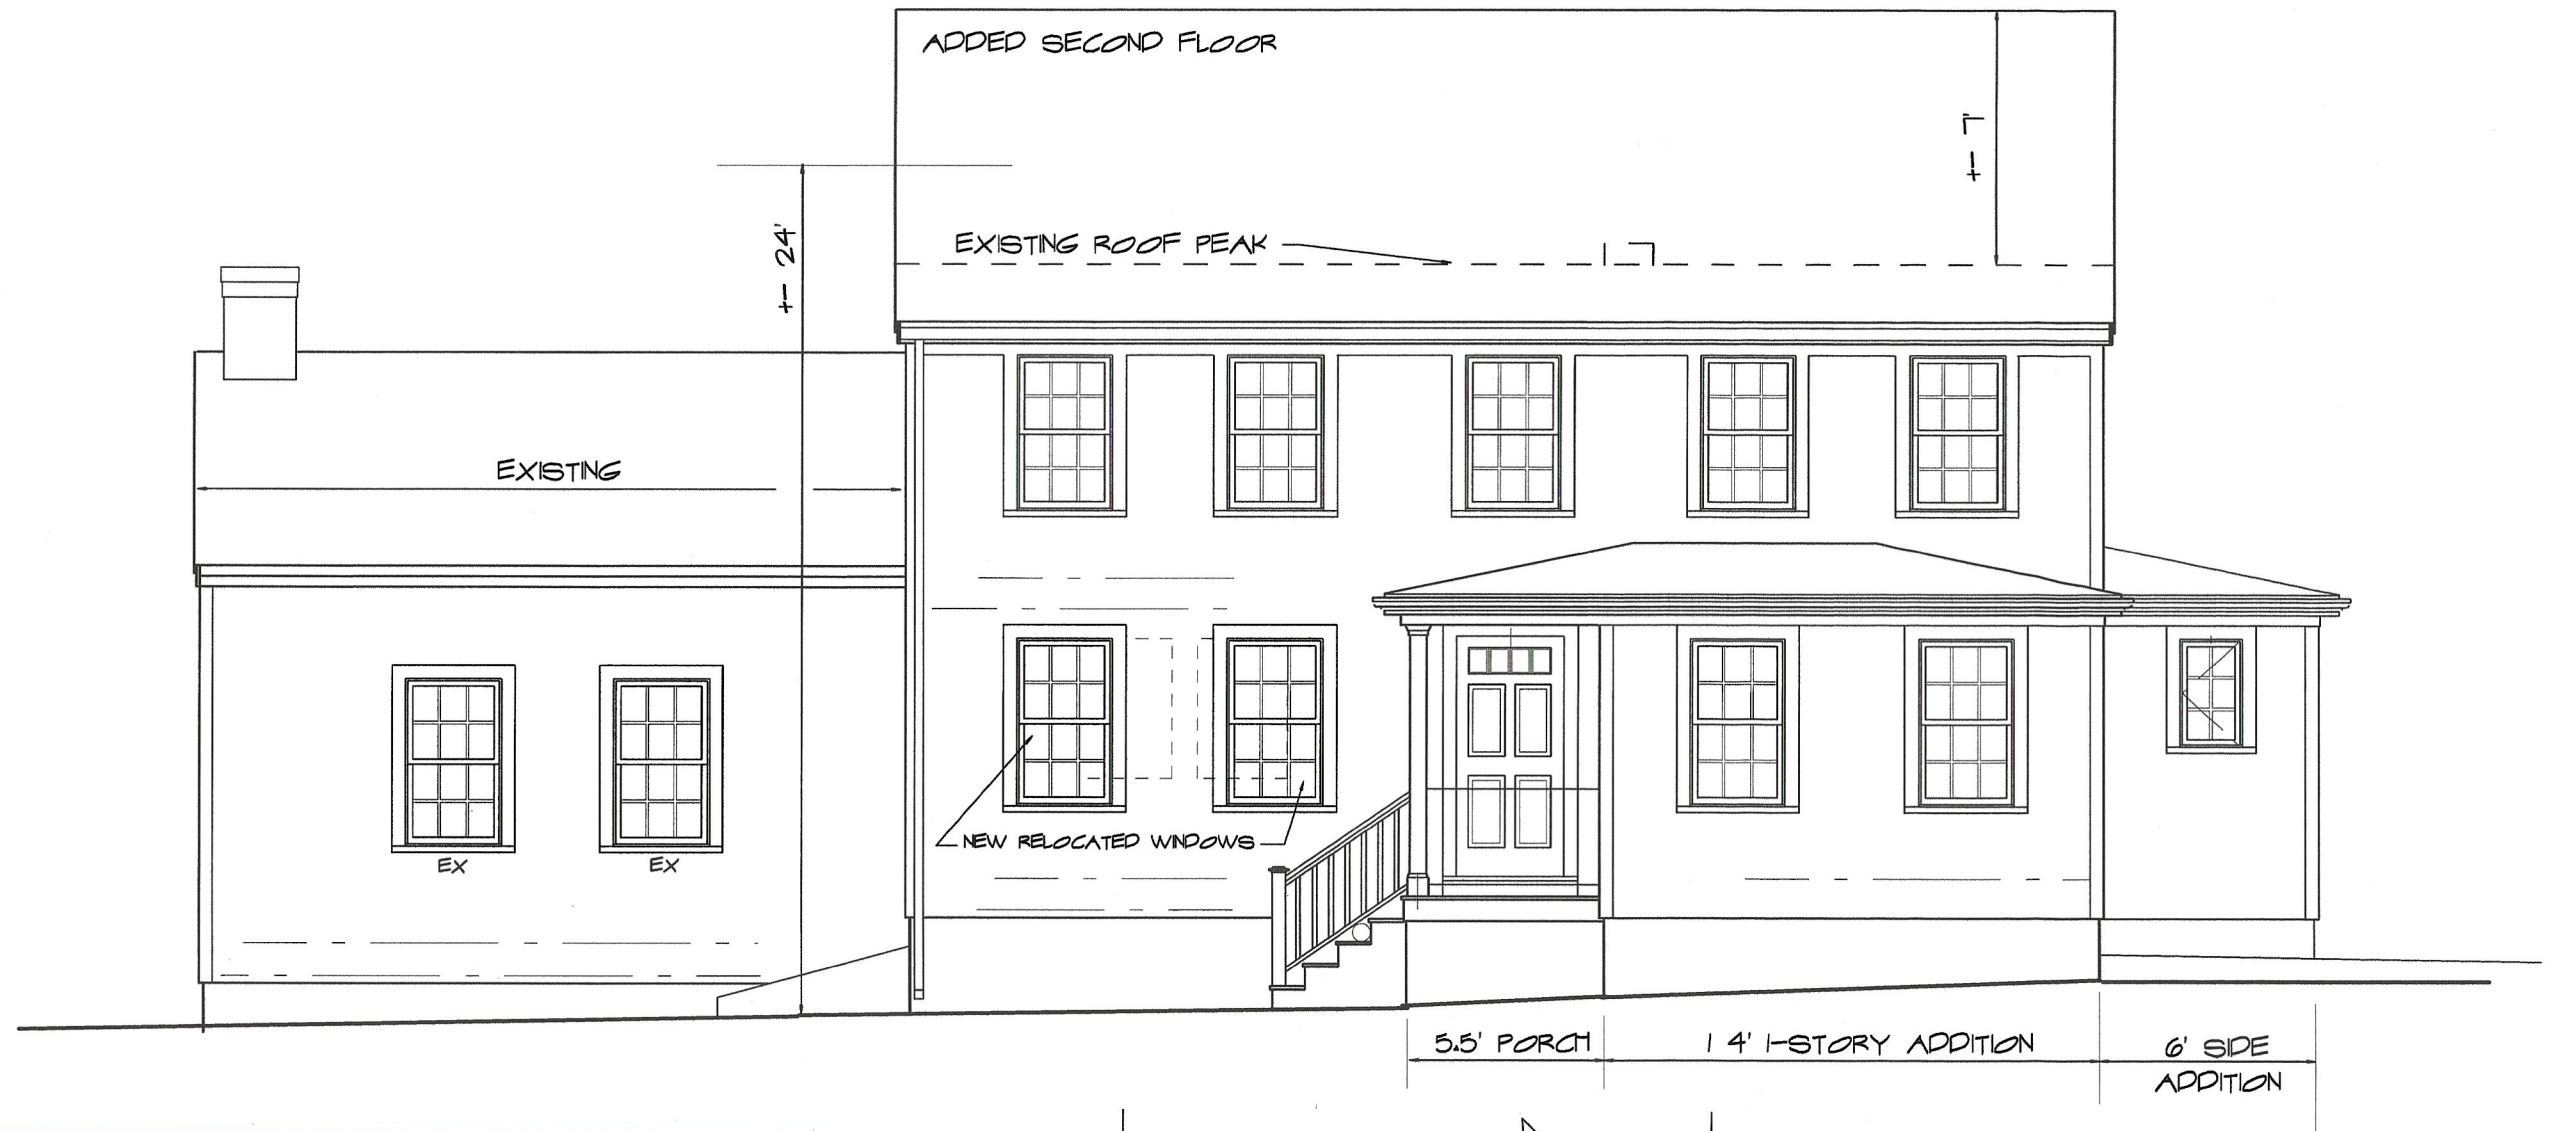 ADDED SECOND FLOOR
+- 7'
+- 24'
EXISTING ROOF PEAK
EXISTING
EX
EX
NEW RELOCATED WINDOWS
5.5' PORCH
14' 1-STORY ADDITION
6' SIDE
ADDITION